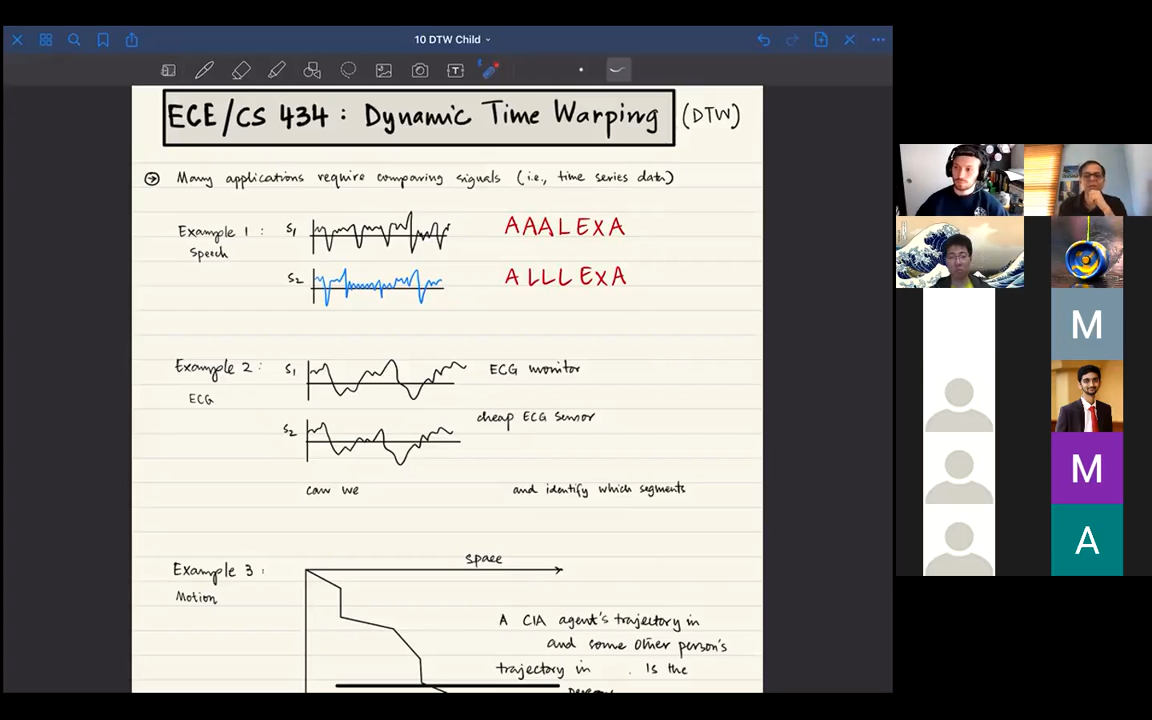 10 DTW Child
T
ECE/CS 434 : Dynamic Time Warping (DTW)
Many applications require comparing signals (i.e., time series data)
Example 1 : S1 AAALEXA
Speech
S2 ALLLEXA
Example 2 : S1 ECG monitor
ECG
cheap ECG sensor
S2
can we and identify which segments
space
Example 3 :
Motion
A CIA agent's trajectory in
and some other person's
trajectory in . Is the
person
M
M
A